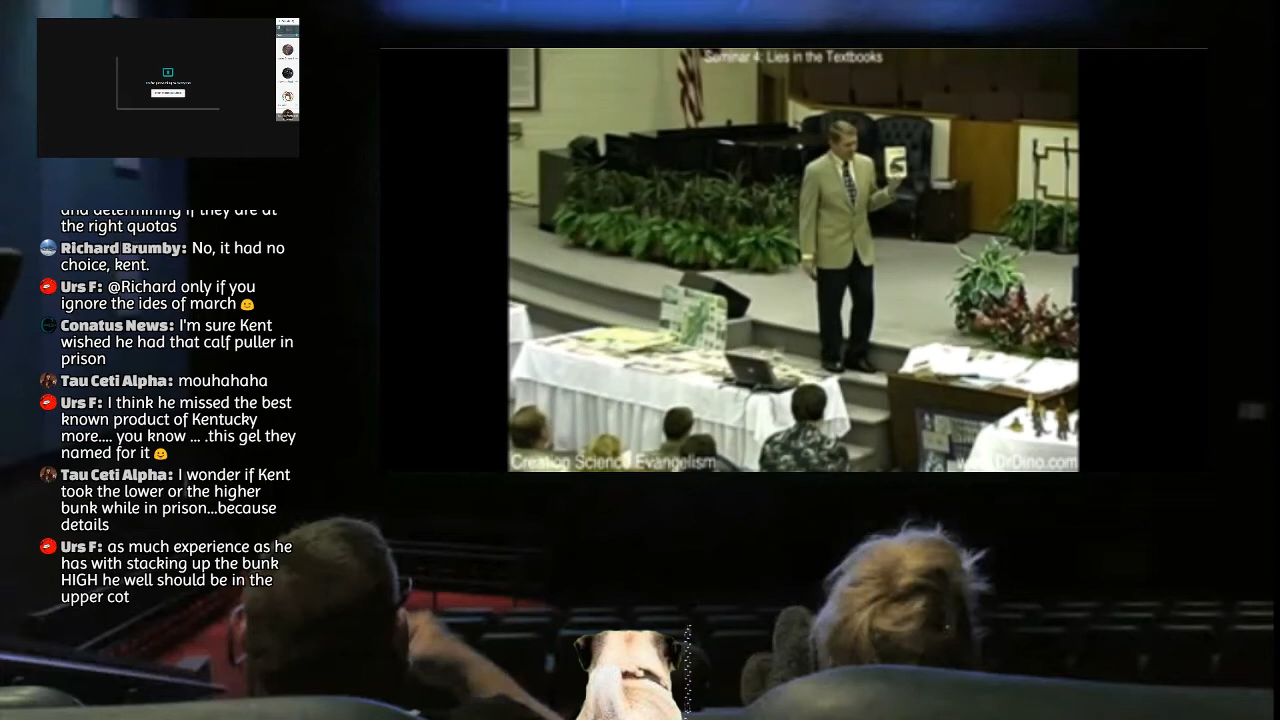 Seminar 4: Lies in the Textbooks
and determining if they are at
the right quotas
Richard Brumby: No, it had no
choice, kent.
Urs F: @Richard only if you
ignore the ides of march 🙂
Conatus News: I'm sure Kent
wished he had that calf puller in
prison
Tau Ceti Alpha: mouhahaha
Urs F: I think he missed the best
known product of Kentucky
more.... you know ... .this gel they
named for it 🙂
Tau Ceti Alpha: I wonder if Kent
took the lower or the higher
bunk while in prison...because
details
Urs F: as much experience as he
has with stacking up the bunk
HIGH he well should be in the
upper cot
Creation Science Evangelism
www.DrDino.com